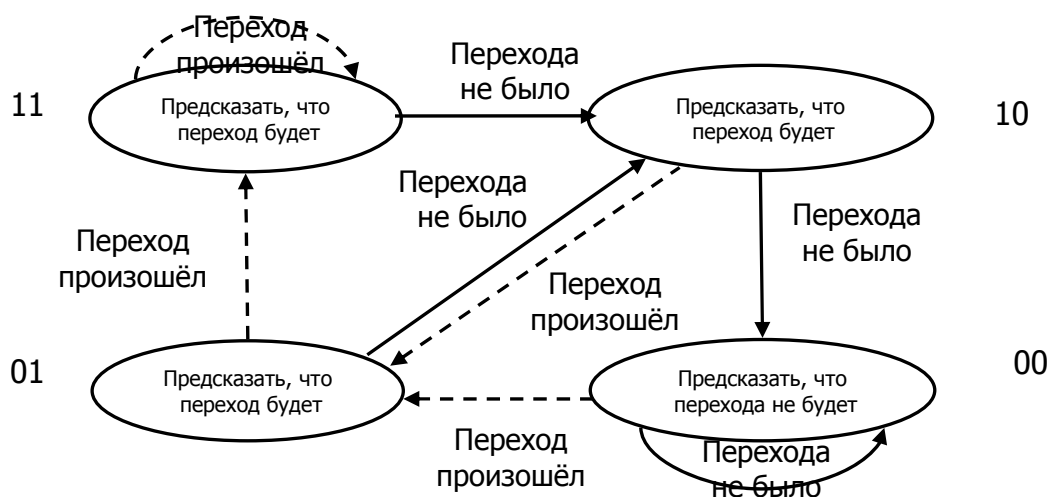 Переход
произошёл
Перехода
не было
11
Предсказать, что
переход будет
Предсказать, что
переход будет
10
Перехода
не было
Перехода
не было
Переход
произошёл
Переход
произошёл
01
Предсказать, что
переход будет
Предсказать, что
перехода не будет
00
Переход
произошёл
Перехода
не было